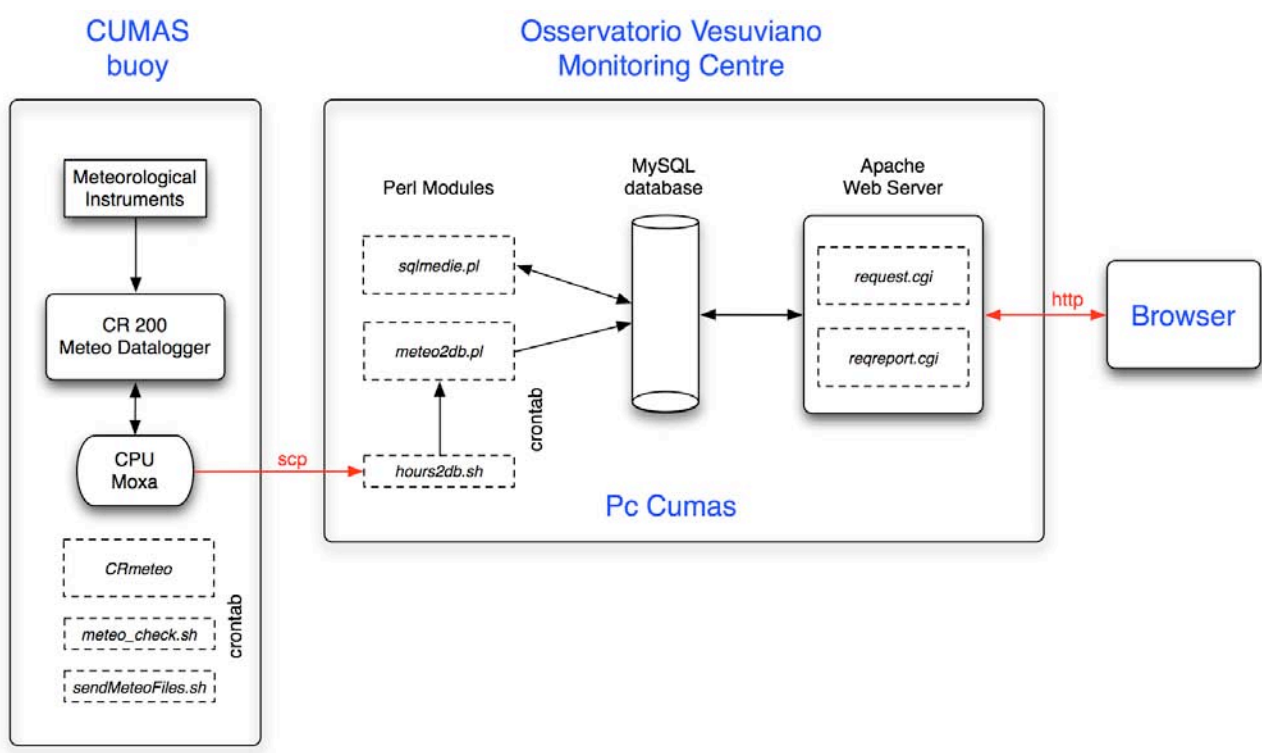 CUMAS
buoy
Osservatorio Vesuviano
Monitoring Centre
Meteorological
Instruments
CR 200
Meteo Datalogger
CPU
Moxa
CRmeteo
meteo_check.sh
sendMeteoFiles.sh
crontab
scp
Perl Modules
sqlmedie.pl
meteo2db.pl
hours2db.sh
crontab
MySQL
database
Apache
Web Server
request.cgi
reqreport.cgi
Pc Cumas
http
Browser